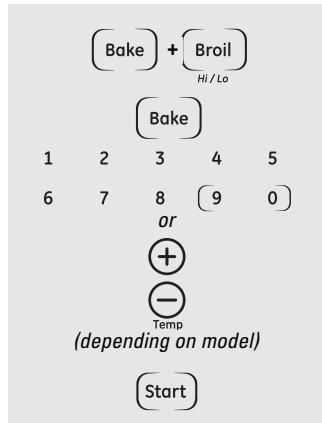 Bake + Broil
Hi / Lo
Bake
1 2 3 4 5
6 7 8 9 0
or
+
−
Temp
(depending on model)
Start